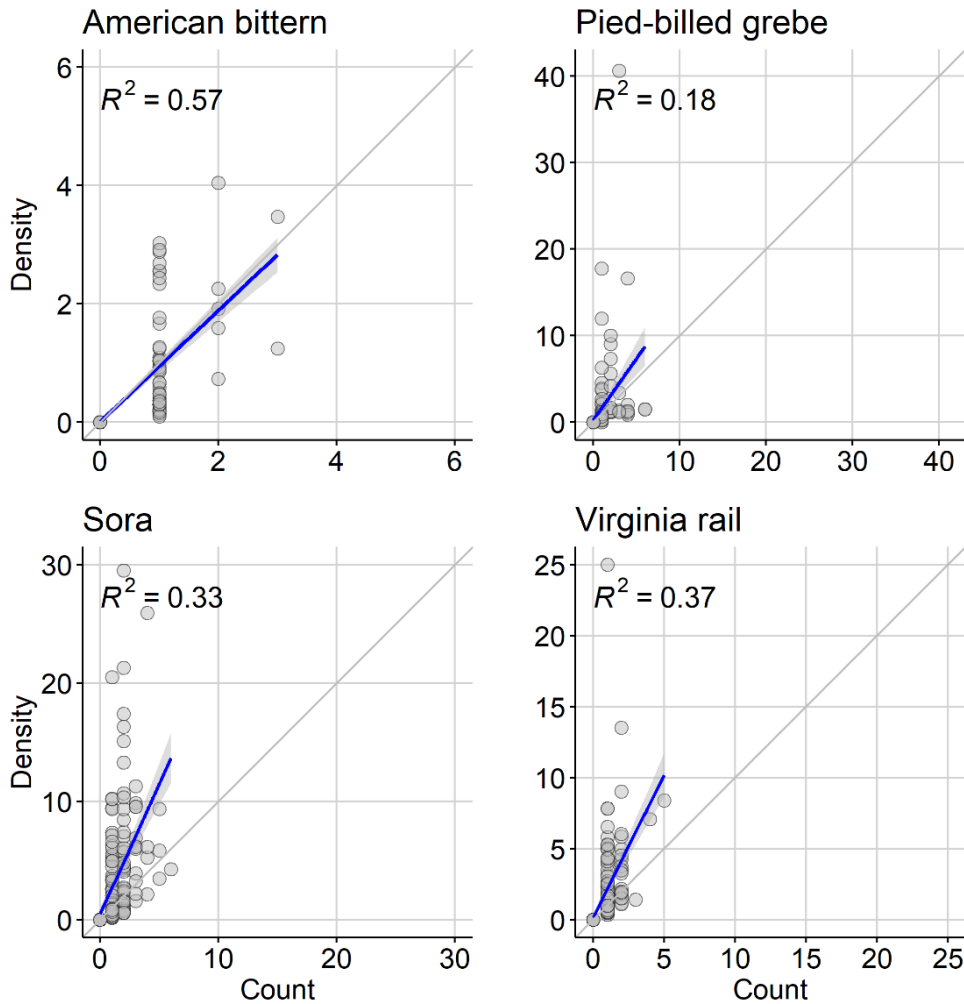 American bittern
Pied-billed grebe
R² = 0.57
R² = 0.18
Density
6
4
2
0
0 2 4 6
40
30
20
10
0
0 10 20 30 40
Sora
Virginia rail
R² = 0.33
R² = 0.37
Density
30
20
10
0
0 10 20 30
Count
25
20
15
10
5
0
0 5 10 15 20 25
Count